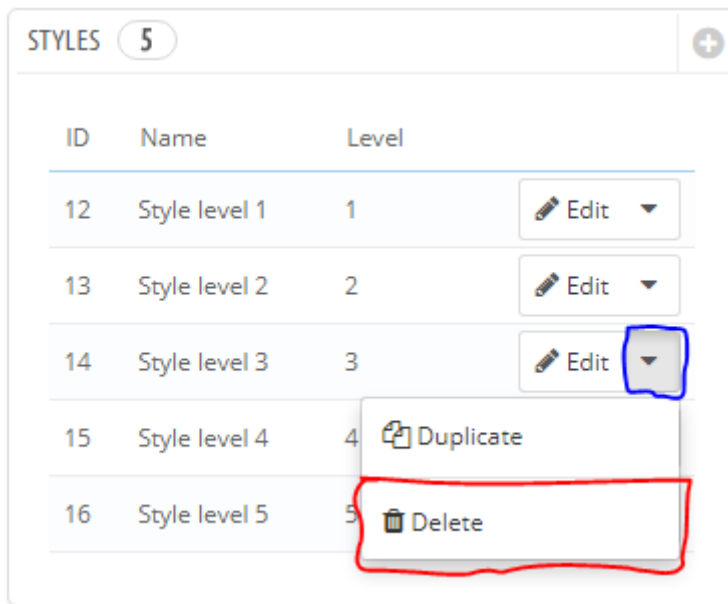 STYLES 5
ID Name Level
12 Style level 1 1 Edit
13 Style level 2 2 Edit
14 Style level 3 3 Edit
15 Style level 4 4 Duplicate
16 Style level 5 5 Delete